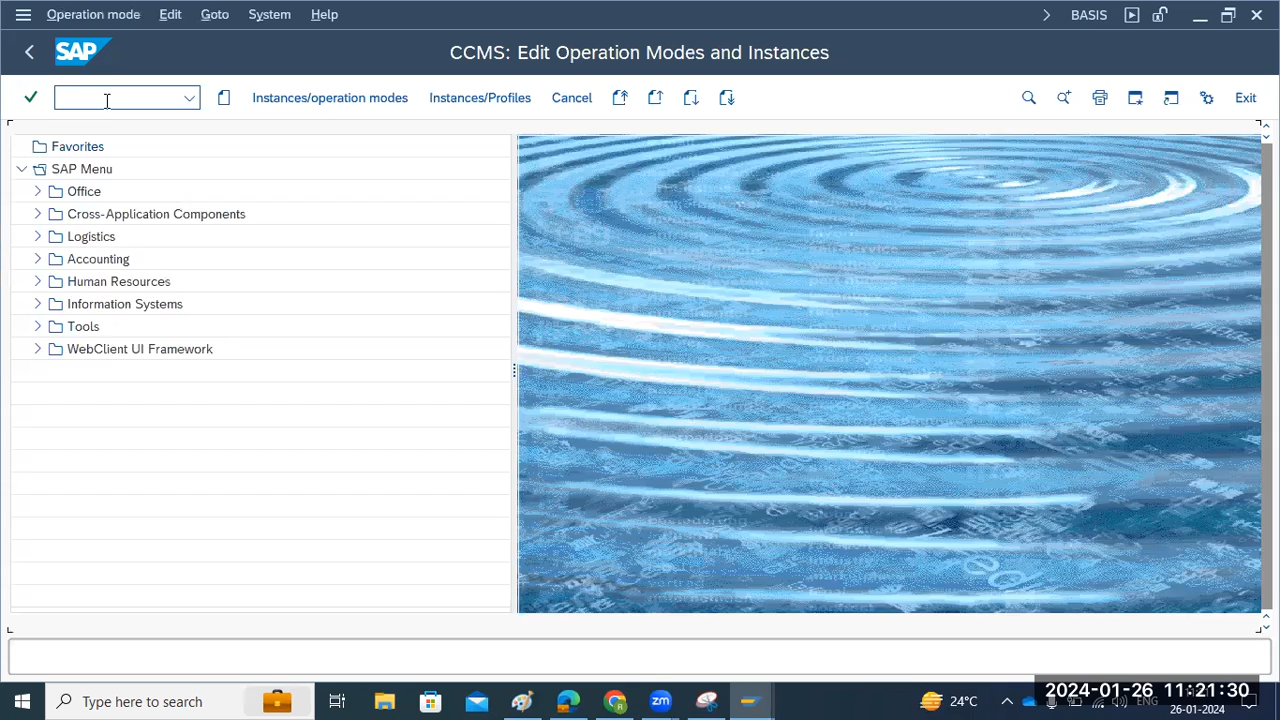 Operation mode Edit Goto System Help BASIS
SAP CCMS: Edit Operation Modes and Instances
Instances/operation modes Instances/Profiles Cancel Exit
Favorites
SAP Menu
Office
Cross-Application Components
Logistics
Accounting
Human Resources
Information Systems
Tools
WebClient UI Framework
Type here to search 24°C ENG
2024-01-26 11:21:30
26-01-2024